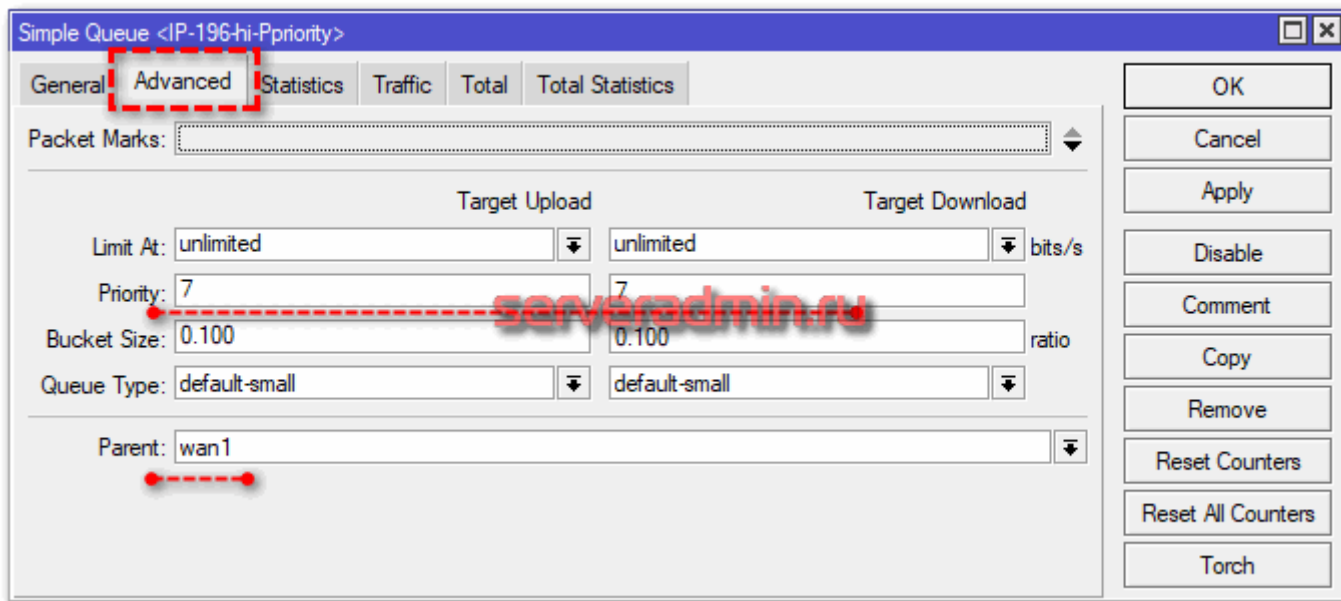 Simple Queue <IP-196-hi-Ppriority>
General Advanced Statistics Traffic Total Total Statistics
Packet Marks:
Target Upload Target Download
Limit At: unlimited unlimited bits/s
Priority: 7 7
serveradmin.ru
Bucket Size: 0.100 0.100 ratio
Queue Type: default-small default-small
Parent: wan1
OK
Cancel
Apply
Disable
Comment
Copy
Remove
Reset Counters
Reset All Counters
Torch